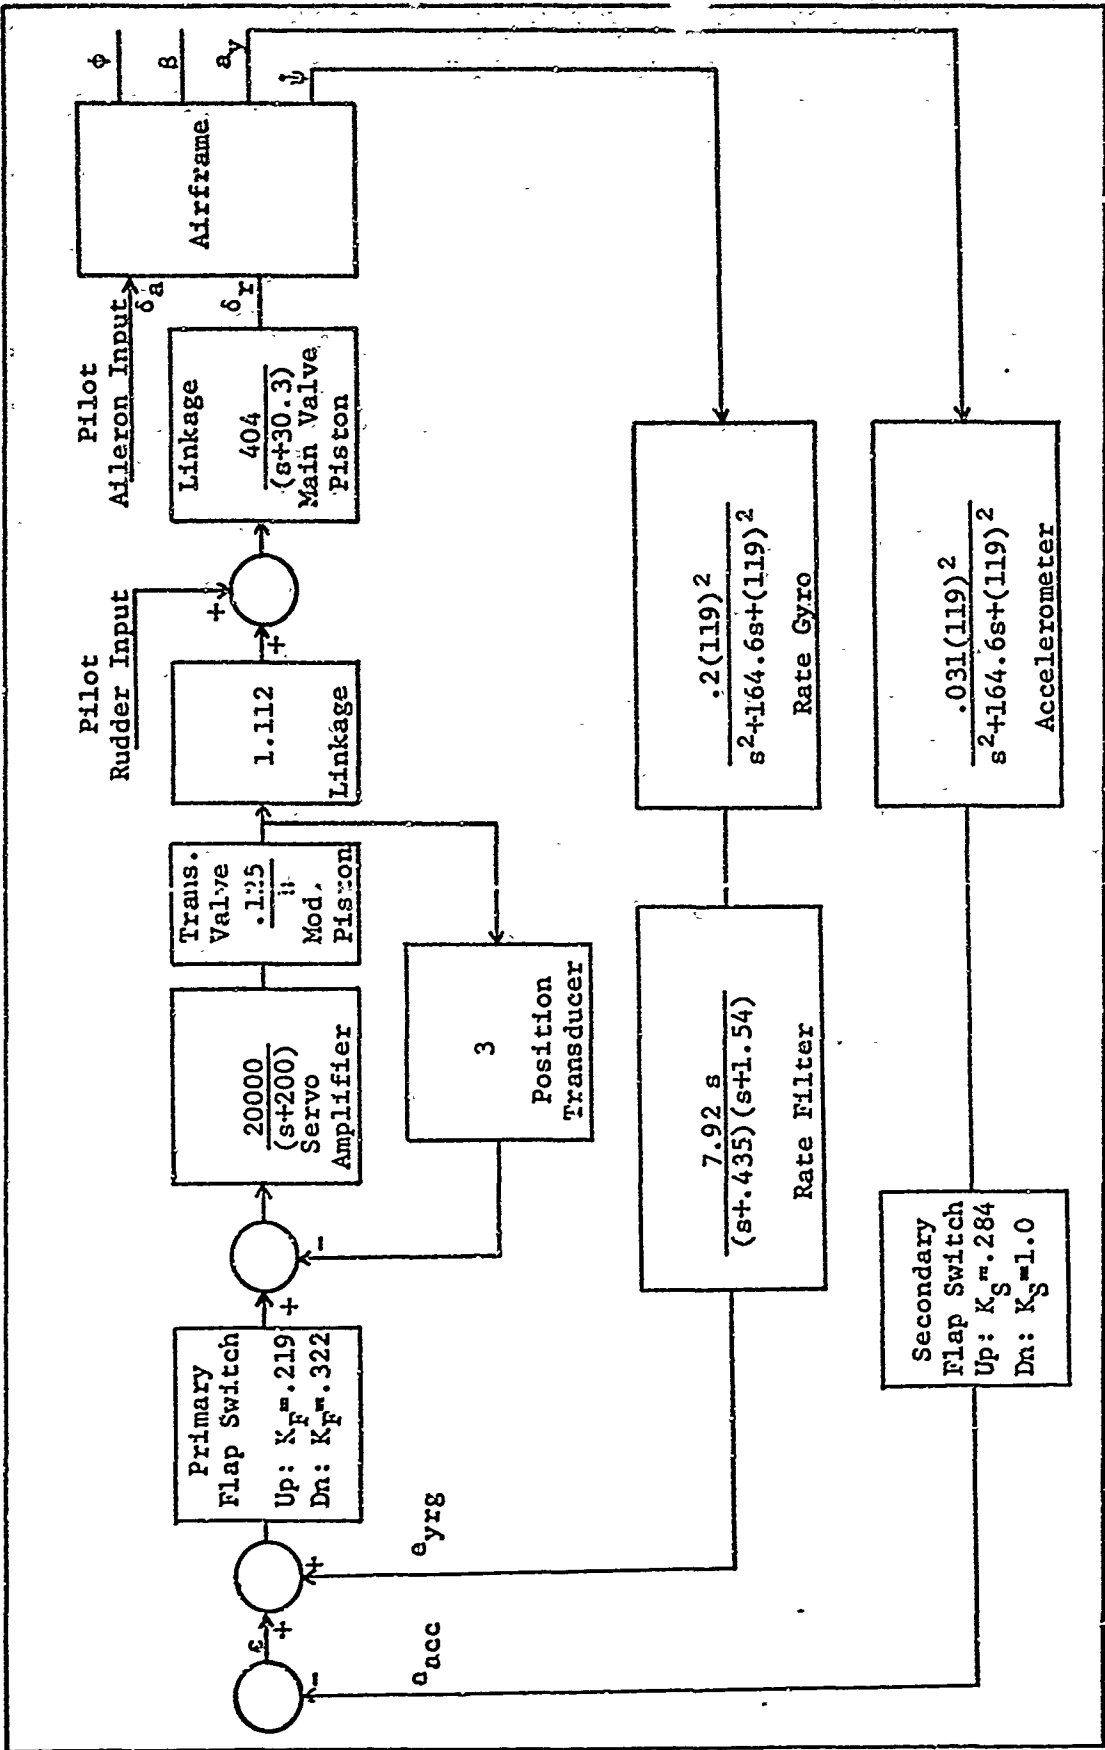 Primary
Flap Switch
Up: K_F=.219
Dn: K_F=.322
20000
(s+200)
Servo
Amplifier
Trans.
Valve
Mod.
Piston
1.112
Linkage
Pilot
Rudder Input
Linkage
404
(s+30.3)
Main Valve
Piston
Pilot
Aileron Input
δ_a
δ_r
Airframe
ϕ
β
a_y
ε
+
-
+
+
+
-
+
+
3
Position
Transducer
e_yrg
7.92 s
(s+.435)(s+1.54)
Rate Filter
.2(119)²
s²+164.6s+(119)²
Rate Gyro
Secondary
Flap Switch
Up: K_S=.284
Dn: K_S=1.0
.031(119)²
s²+164.6s+(119)²
Accelerometer